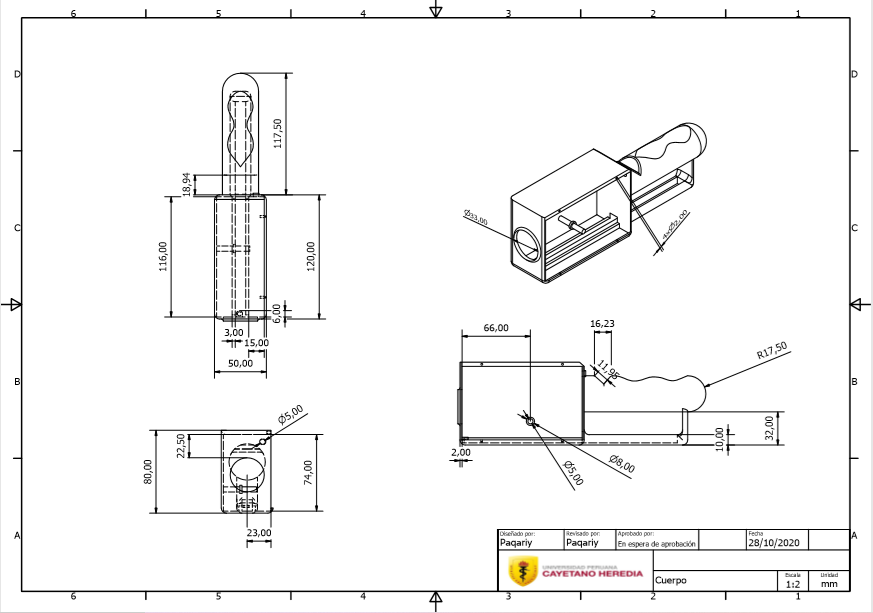 6 5 4 3 2 1
D D
117,50
18,94
116,00
120,00
6,00
3,00
15,00
50,00
Ø33,00
4xØ2,00
C C
66,00
16,23
11,95
R17,50
B B
32,00
10,00
2,00
Ø5,00
Ø8,00
Ø5,00
22,50
80,00
74,00
23,00
A A
Diseñado por:
Paqariy
Revisado por:
Paqariy
Aprobado por:
En espera de aprobación
Fecha
28/10/2020
UNIVERSIDAD PERUANA
CAYETANO HEREDIA
Cuerpo
Escala
1:2
Unidad
mm
6 5 4 3 2 1